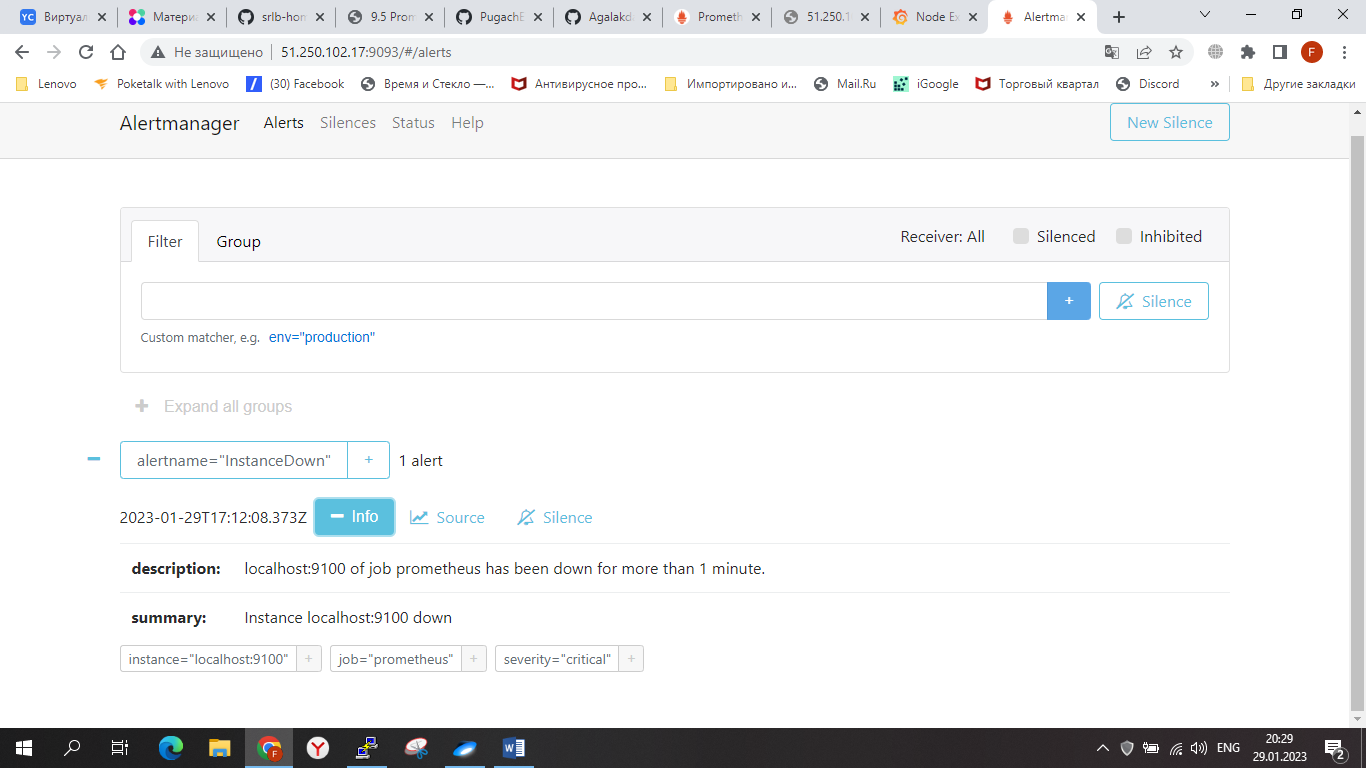 YC Виртуал
Материа
srlb-hom
9.5 Prom
PugachE
Agalakd
Prometh
51.250.1
Node Ex
Alertma
Не защищено 51.250.102.17:9093/#/alerts
F
Lenovo Poketalk with Lenovo (30) Facebook Время и Стекло —... Антивирусное про... Импортировано и... Mail.Ru iGoogle Торговый квартал Discord » Другие закладки
Alertmanager Alerts Silences Status Help New Silence
Filter Group Receiver: All Silenced Inhibited
+ Silence
Custom matcher, e.g. env="production"
+ Expand all groups
alertname="InstanceDown" + 1 alert
2023-01-29T17:12:08.373Z Info Source Silence
description: localhost:9100 of job prometheus has been down for more than 1 minute.
summary: Instance localhost:9100 down
instance="localhost:9100" + job="prometheus" + severity="critical" +
ENG
20:29
29.01.2023
2